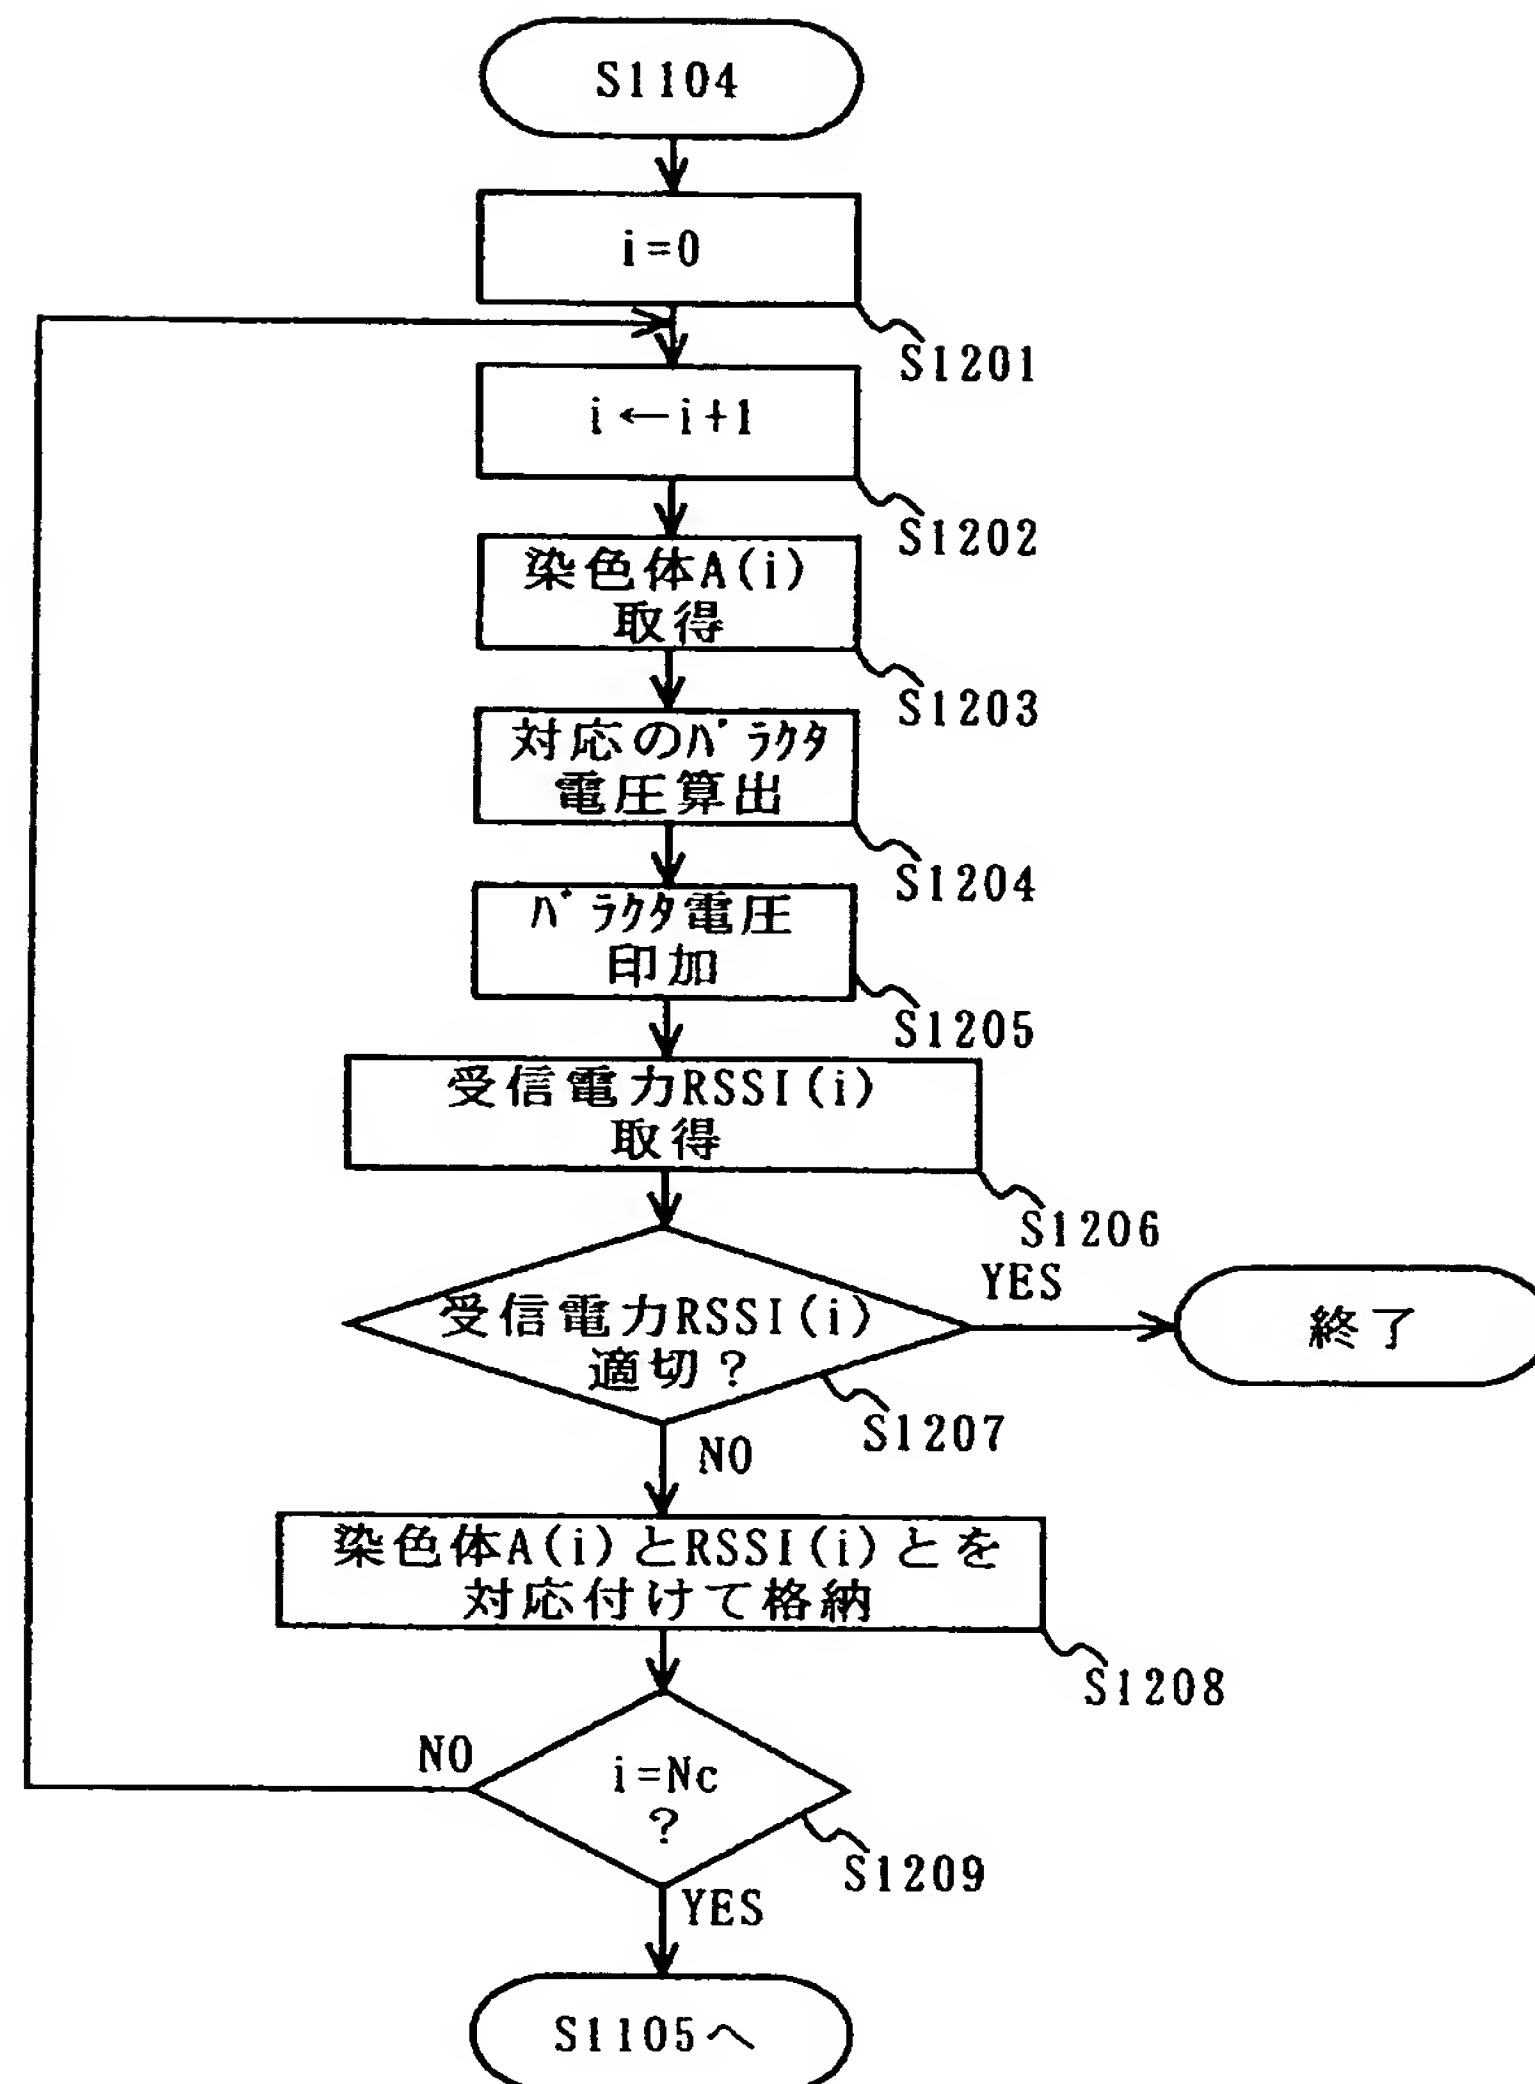 S1104
i=0
S1201
i←i+1
S1202
染色体A(i)
取得
S1203
対応のﾊﾞﾗｸﾀ
電圧算出
S1204
ﾊﾞﾗｸﾀ電圧
印加
S1205
受信電力RSSI(i)
取得
S1206
YES
受信電力RSSI(i)
適切？
終了
S1207
NO
染色体A(i)とRSSI(i)とを
対応付けて格納
S1208
NO
i=Nc
？
S1209
YES
S1105へ